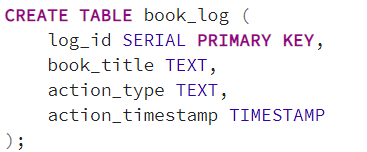 CREATE TABLE book_log (
    log_id SERIAL PRIMARY KEY,
    book_title TEXT,
    action_type TEXT,
    action_timestamp TIMESTAMP
);